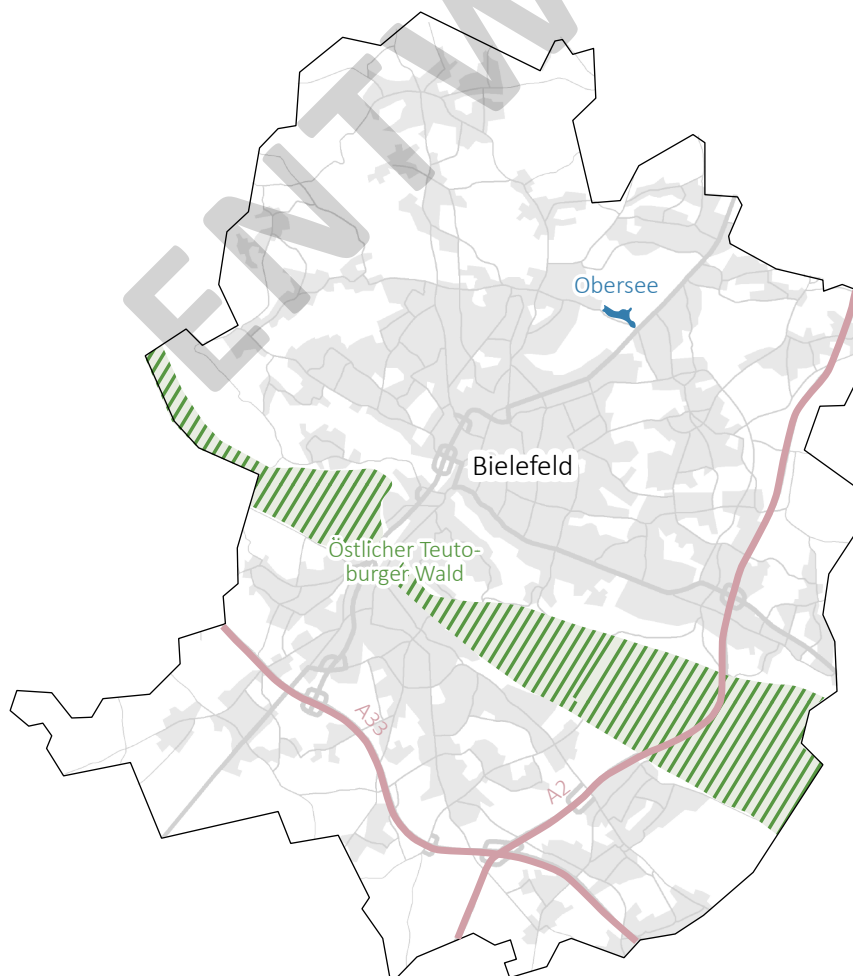 ENTW
Obersee
Bielefeld
Östlicher Teuto-
burger Wald
A33
A2